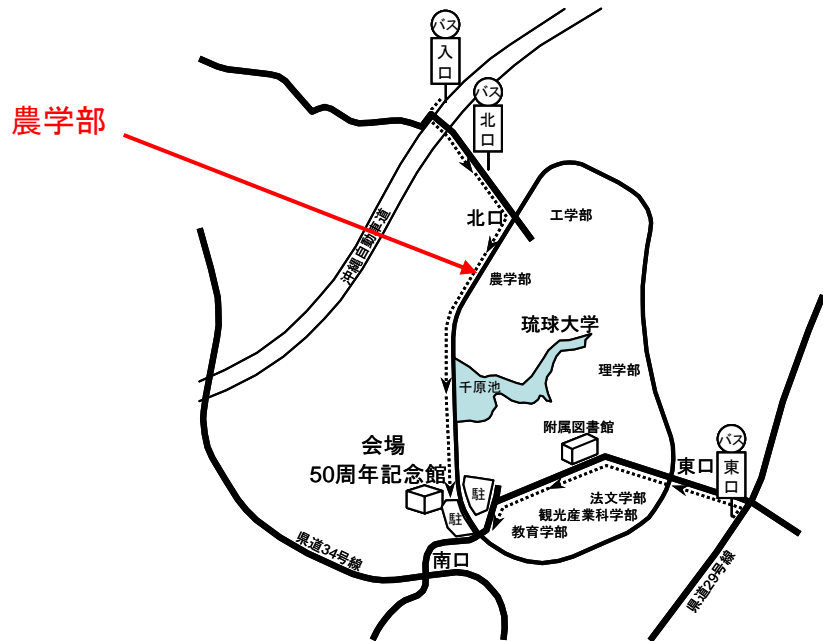 バス
入口
バス
北口
農学部
北口
工学部
沖縄自動車道
農学部
琉球大学
千原池
理学部
附属図書館
会場
50周年記念館
バス
東口
東口
駐
駐
法文学部
観光産業科学部
教育学部
南口
県道34号線
県道29号線